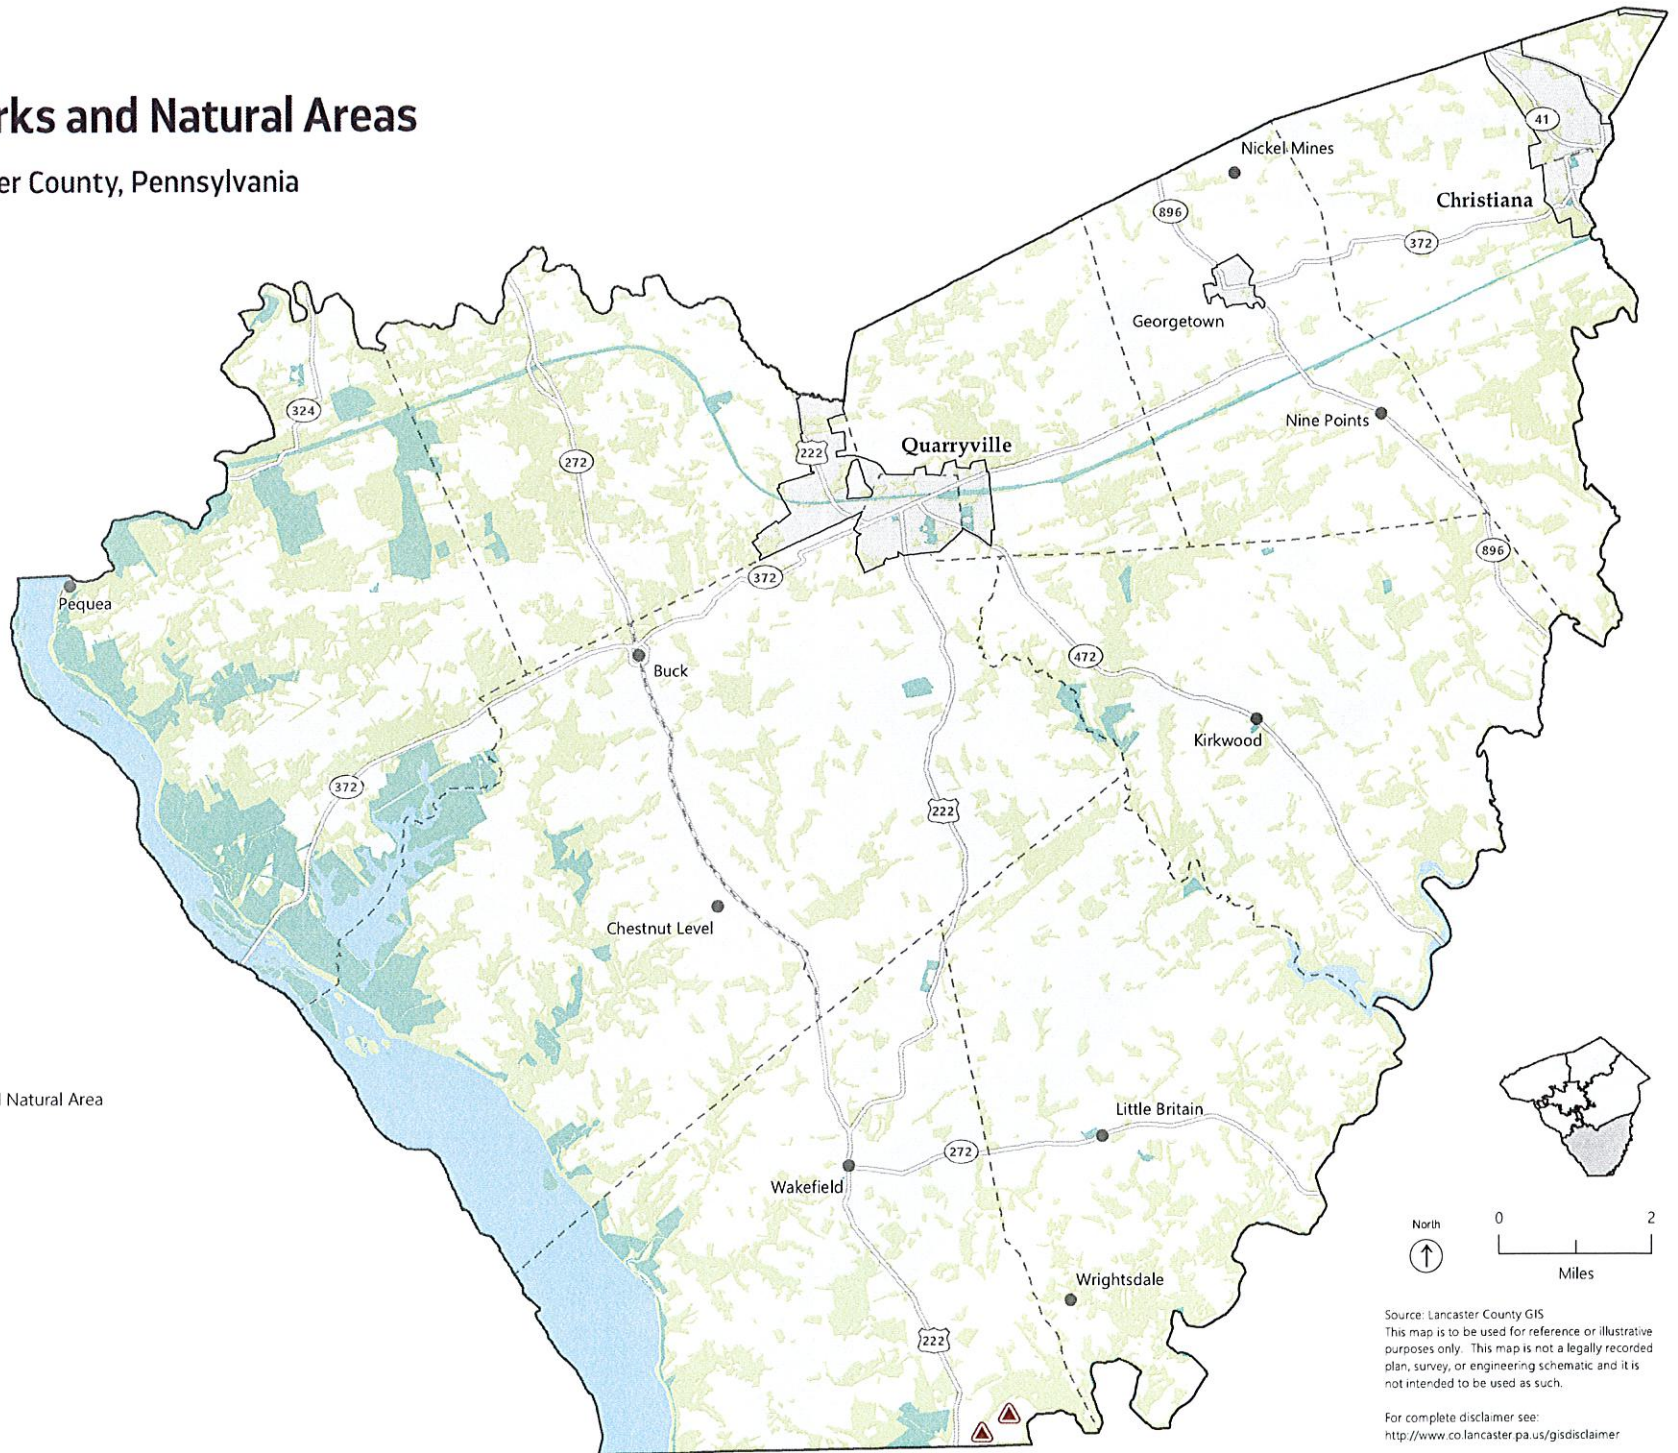 rks and Natural Areas
er County, Pennsylvania
Nickel Mines
41
Christiana
896
372
Georgetown
324
Nine Points
Quarryville
222
272
896
372
Pequea
Buck
472
Kirkwood
372
222
Chestnut Level
Natural Area
Little Britain
272
Wakefield
North
0 2
Miles
Wrightsdale
222
Source: Lancaster County GIS
This map is to be used for reference or illustrative
purposes only. This map is not a legally recorded
plan, survey, or engineering schematic and it is
not intended to be used as such.
For complete disclaimer see:
http://www.co.lancaster.pa.us/gisdisclaimer